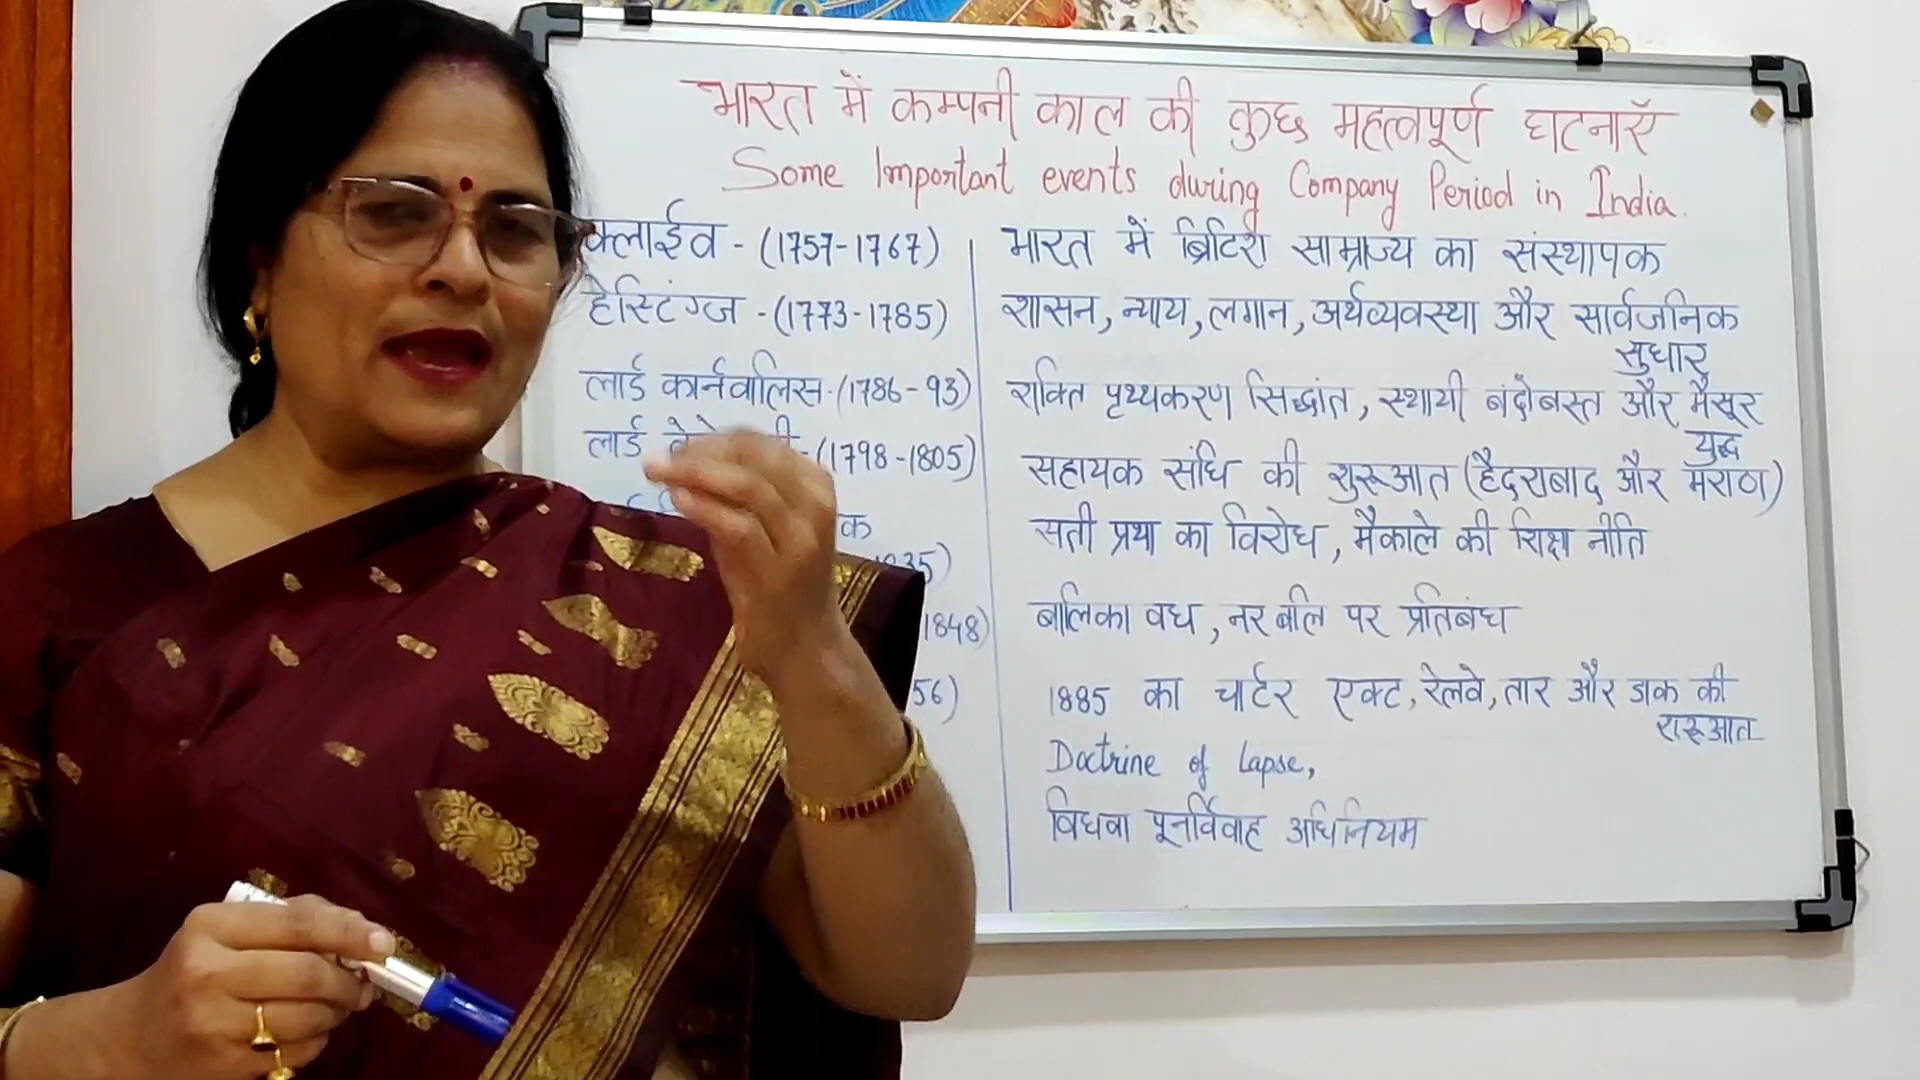 भारत में कम्पनी काल की कुछ महत्वपूर्ण घटनाऐं
Some Important events during Company Period in India.
क्लाईव - (1757-1767) भारत में ब्रिटिश साम्राज्य का संस्थापक
हेस्टिंग्ज - (1773-1785) शासन, न्याय, लगान, अर्थव्यवस्था और सार्वजनिक
सुधार
लार्ड कार्नवालिस - (1786-93) शक्ति पृथ्यकरण सिद्धांत, स्थायी बंदोबस्त और मैसूर
युद्ध
लार्ड - (1798-1805) सहायक संधि की शुरूआत (हैदराबाद और मराठा)
क सती प्रथा का विरोध, मैकाले की शिक्षा नीति
35)
1848) बालिका वध, नर बलि पर प्रतिबंध
56) 1885 का चार्टर एक्ट, रेलवे, तार और डाक की
शरूआत
Doctrine of Lapse,
विधवा पूनर्विवाह अधिनियम